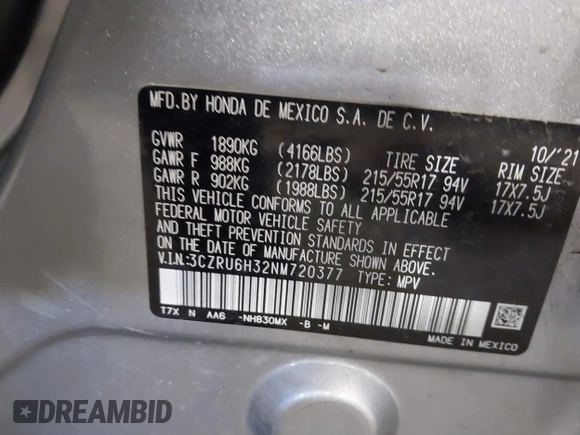 MFD. BY HONDA DE MEXICO S.A. DE C.V.
10/'21
GVWR 1890KG (4166LBS) TIRE SIZE RIM SIZE
GAWR F 988KG (2178LBS) 215/55R17 94V 17X7.5J
GAWR R 902KG (1988LBS) 215/55R17 94V 17X7.5J
THIS VEHICLE CONFORMS TO ALL APPLICABLE
FEDERAL MOTOR VEHICLE SAFETY
AND THEFT PREVENTION STANDARDS IN EFFECT
ON THE DATE OF MANUFACTURE SHOWN ABOVE.
V.I.N:3CZRU6H32NM720377 TYPE: MPV
T7X N AA6 -NH830MX -B -M
MADE IN MEXICO
DREAMBID